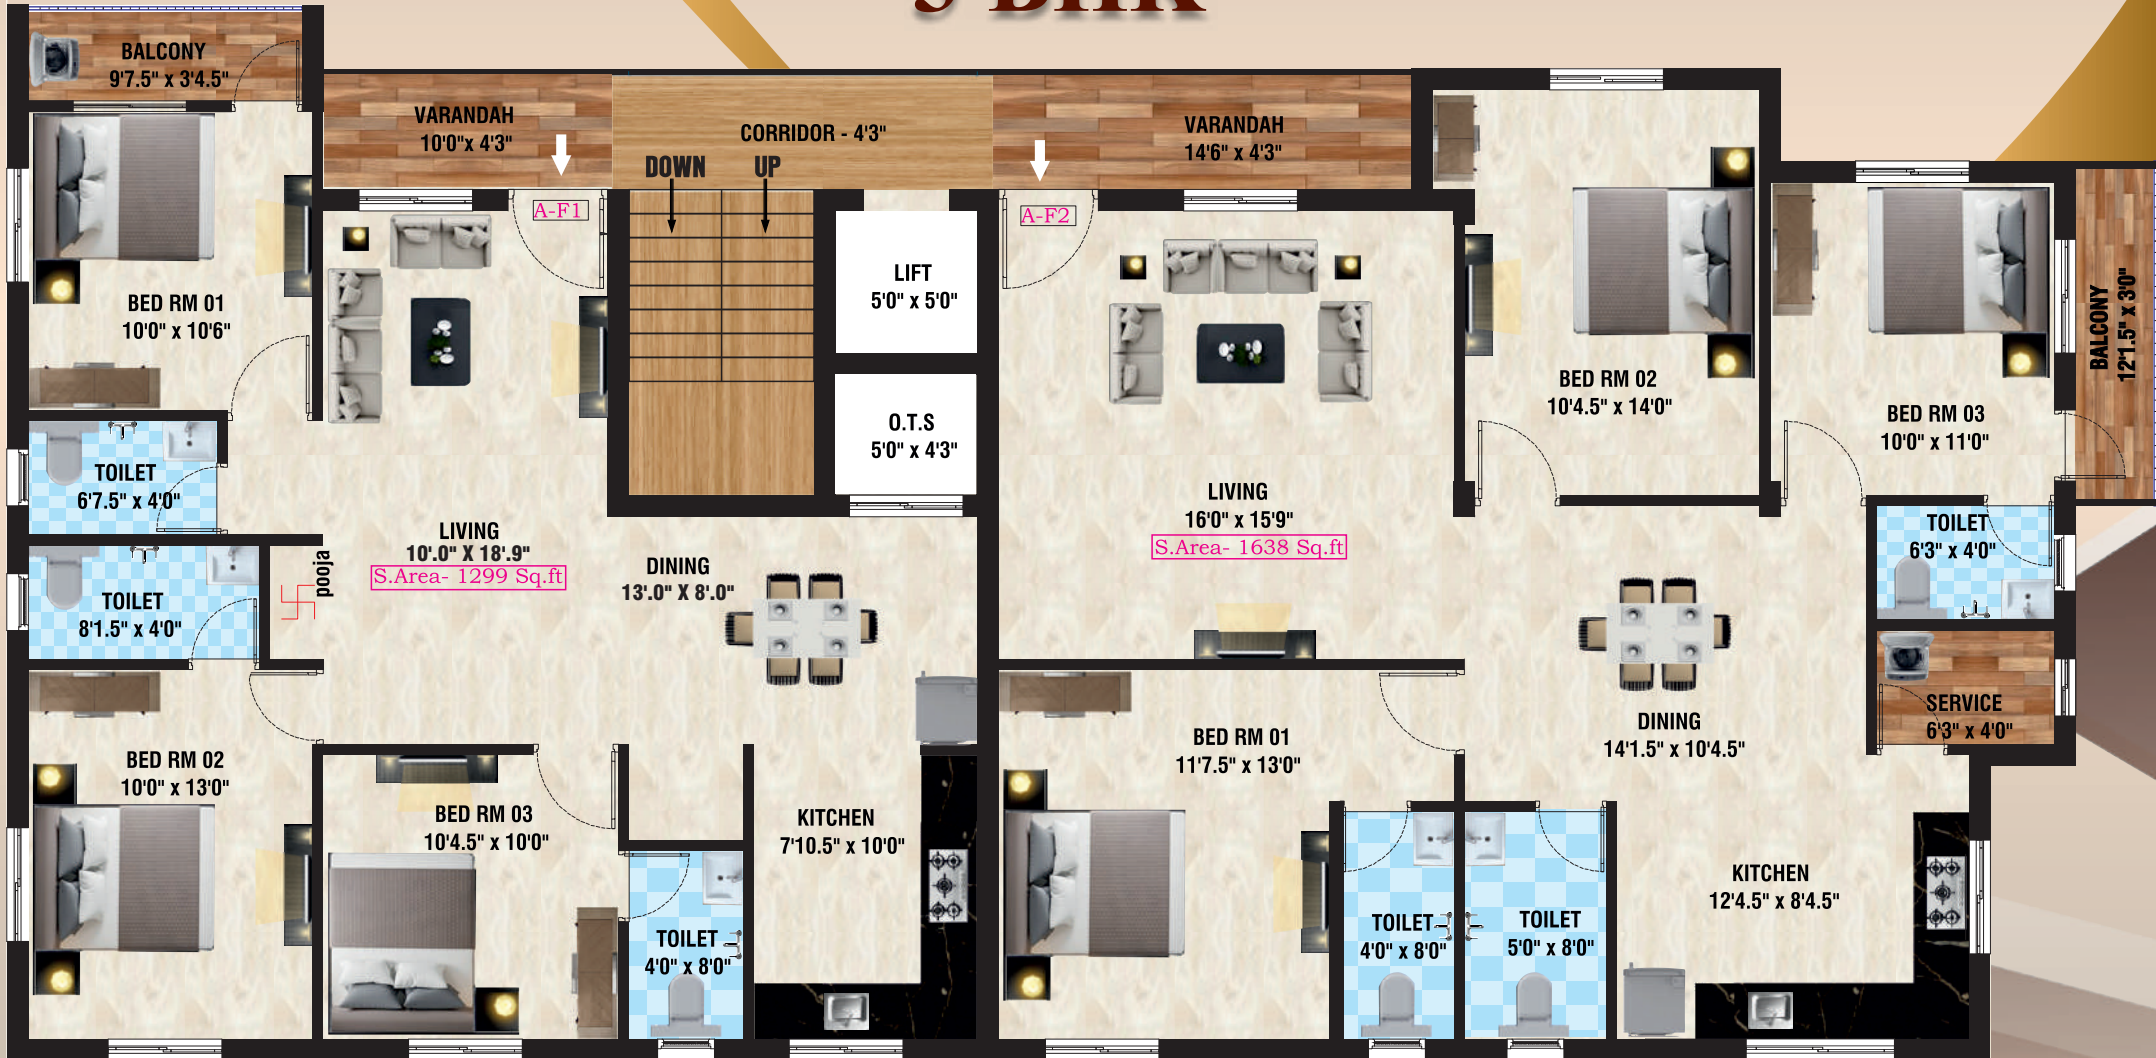 3 BHK
BALCONY
9'7.5" x 3'4.5"
VARANDAH
10'0"x 4'3"
CORRIDOR - 4'3"
DOWN
UP
VARANDAH
14'6" x 4'3"
A-F1
A-F2
BED RM 01
10'0" x 10'6"
LIFT
5'0" x 5'0"
O.T.S
5'0" x 4'3"
BED RM 02
10'4.5" x 14'0"
BED RM 03
10'0" x 11'0"
BALCONY
12'1.5" x 3'0"
TOILET
6'7.5" x 4'0"
LIVING
10'.0" X 18'.9"
S.Area- 1299 Sq.ft
LIVING
16'0" x 15'9"
S.Area- 1638 Sq.ft
TOILET
6'3" x 4'0"
TOILET
8'1.5" x 4'0"
pooja
DINING
13'.0" X 8'.0"
SERVICE
6'3" x 4'0"
BED RM 02
10'0" x 13'0"
BED RM 03
10'4.5" x 10'0"
KITCHEN
7'10.5" x 10'0"
BED RM 01
11'7.5" x 13'0"
DINING
14'1.5" x 10'4.5"
TOILET
4'0" x 8'0"
TOILET
4'0" x 8'0"
TOILET
5'0" x 8'0"
KITCHEN
12'4.5" x 8'4.5"